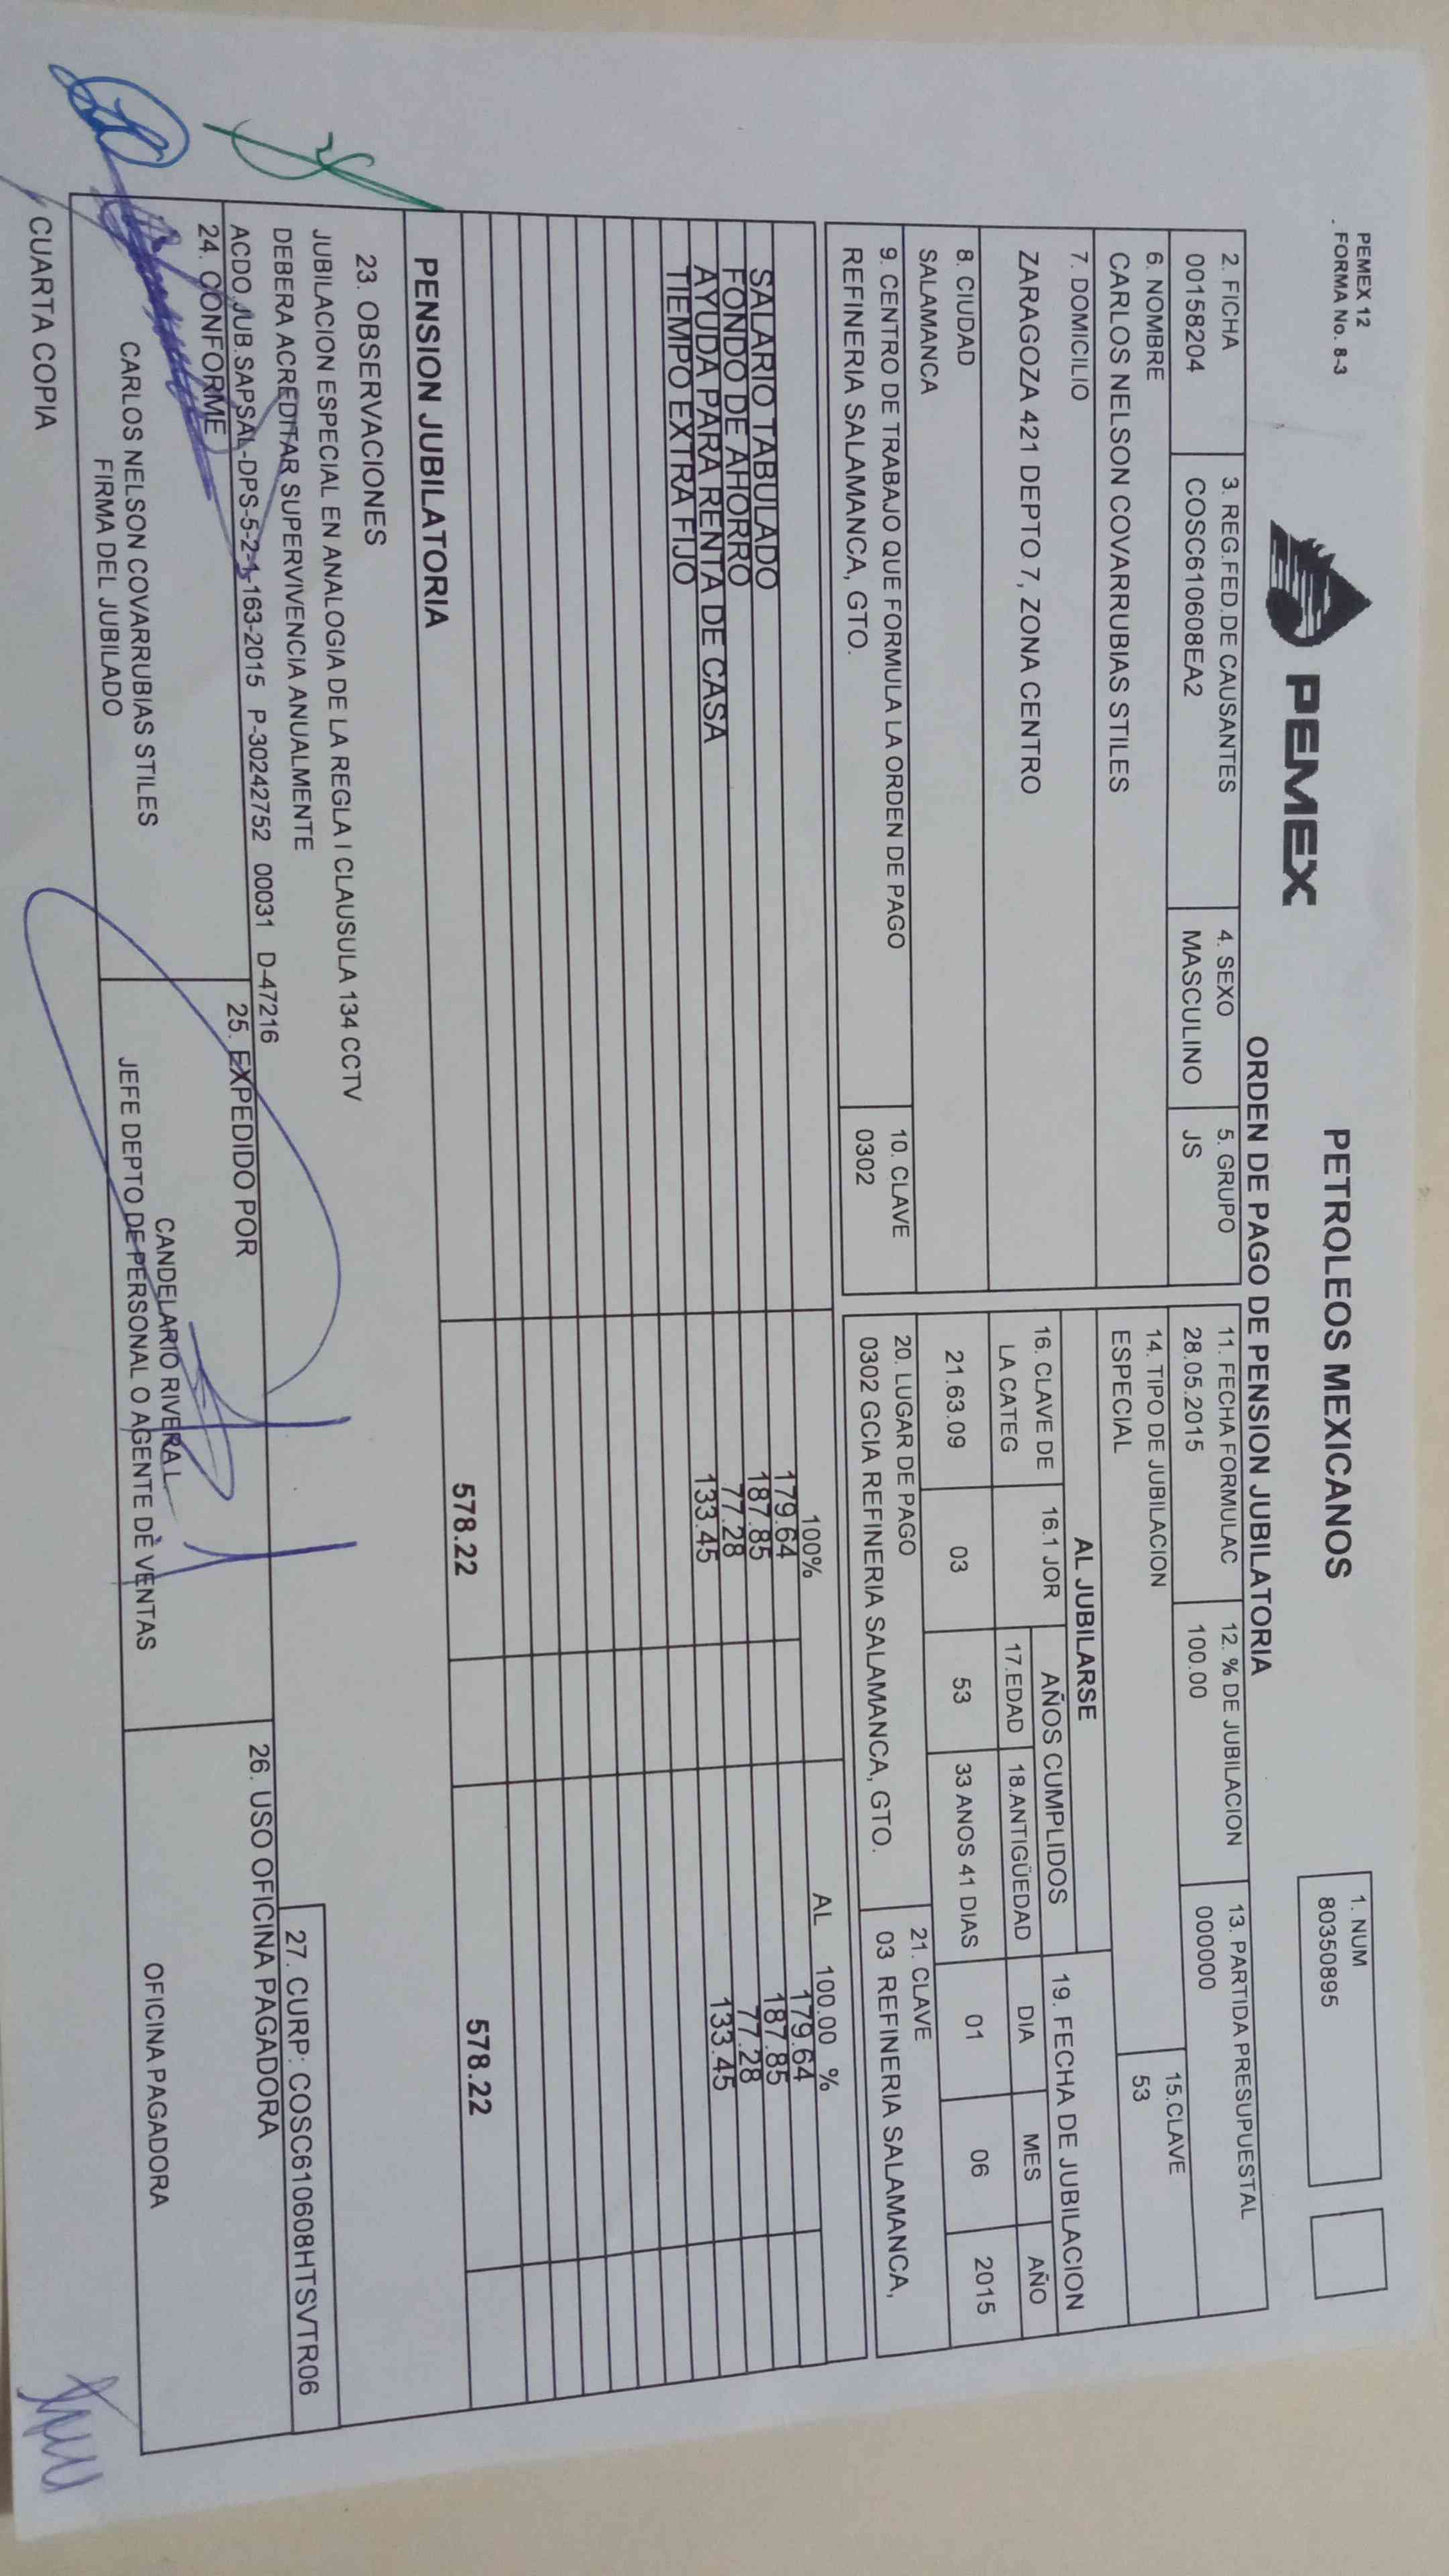 PEMEX 12
FORMA No. 8-3
PEMEX
PETROLEOS MEXICANOS
ORDEN DE PAGO DE PENSION JUBILATORIA
1. NUM
80350895
2. FICHA
00158204
3. REG.FED.DE CAUSANTES
COSC610608EA2
4. SEXO
MASCULINO
5. GRUPO
JS
6. NOMBRE
CARLOS NELSON COVARRUBIAS STILES
7. DOMICILIO
ZARAGOZA 421 DEPTO 7, ZONA CENTRO
8. CIUDAD
SALAMANCA
9. CENTRO DE TRABAJO QUE FORMULA LA ORDEN DE PAGO
REFINERIA SALAMANCA, GTO.
10. CLAVE
0302
11. FECHA FORMULAC
28.05.2015
12. % DE JUBILACION
100.00
13. PARTIDA PRESUPUESTAL
000000
14. TIPO DE JUBILACION
ESPECIAL
15.CLAVE
53
AL JUBILARSE
16. CLAVE DE
LA CATEG
21.63.09
16.1 JOR
03
AÑOS CUMPLIDOS
17.EDAD
53
18.ANTIGÜEDAD
33 ANOS 41 DIAS
19. FECHA DE JUBILACION
DIA MES AÑO
01 06 2015
20. LUGAR DE PAGO
0302 GCIA REFINERIA SALAMANCA, GTO.
21. CLAVE
03 REFINERIA SALAMANCA,
100% AL 100.00 %
SALARIO TABULADO 179.64 179.64
FONDO DE AHORRO 187.85 187.85
AYUDA PARA RENTA DE CASA 77.28 77.28
TIEMPO EXTRA FIJO 133.45 133.45
PENSION JUBILATORIA 578.22 578.22
23. OBSERVACIONES
JUBILACION ESPECIAL EN ANALOGIA DE LA REGLA I CLAUSULA 134 CCTV
DEBERA ACREDITAR SUPERVIVENCIA ANUALMENTE
ACDO.JUB.SAPSAL-DPS-5-2-1-163-2015 P-30242752 00031 D-47216
27. CURP: COSC610608HTSVTR06
24. CONFORME
CARLOS NELSON COVARRUBIAS STILES
FIRMA DEL JUBILADO
25. EXPEDIDO POR
CANDELARIO RIVERA L.
JEFE DEPTO DE PERSONAL O AGENTE DE VENTAS
26. USO OFICINA PAGADORA
OFICINA PAGADORA
CUARTA COPIA